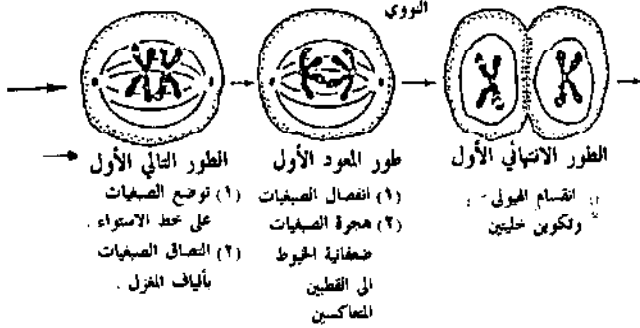 النووي
الطور التالي الأول
(١) توضع الصبغيات
على خط الاستواء .
(٢) التصاق الصبغيات
بألياف المغزل .
طور الصعود الأول
(١) انفصال الصبغيات
(٢) هجرة الصبغيات
ضعفانية الخيوط
الى القطبين
المتعاكسين
الطور الانتهائي الأول
انقسام الهيولى
وتكوين خليتين